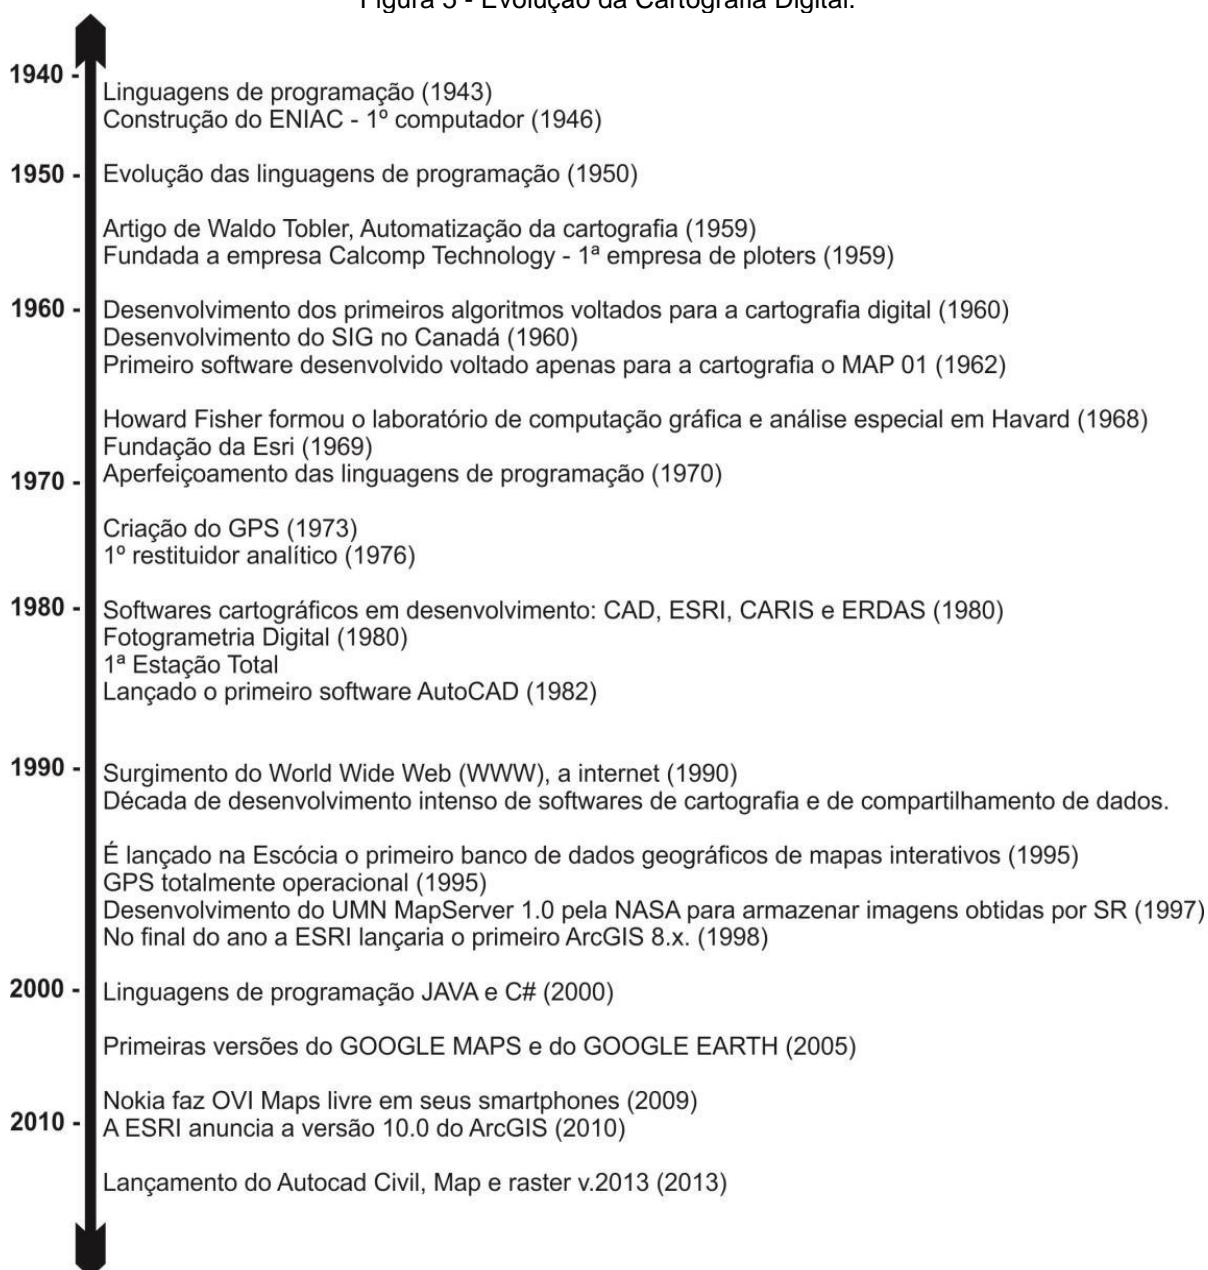 Figura 5 - Evolução da Cartografia Digital.
1940 -
Linguagens de programação (1943)
Construção do ENIAC - 1º computador (1946)
1950 - Evolução das linguagens de programação (1950)
Artigo de Waldo Tobler, Automatização da cartografia (1959)
Fundada a empresa Calcomp Technology - 1ª empresa de ploters (1959)
1960 - Desenvolvimento dos primeiros algoritmos voltados para a cartografia digital (1960)
Desenvolvimento do SIG no Canadá (1960)
Primeiro software desenvolvido voltado apenas para a cartografia o MAP 01 (1962)
Howard Fisher formou o laboratório de computação gráfica e análise especial em Havard (1968)
Fundação da Esri (1969)
1970 - Aperfeiçoamento das linguagens de programação (1970)
Criação do GPS (1973)
1º restituidor analítico (1976)
1980 - Softwares cartográficos em desenvolvimento: CAD, ESRI, CARIS e ERDAS (1980)
Fotogrametria Digital (1980)
1ª Estação Total
Lançado o primeiro software AutoCAD (1982)
1990 - Surgimento do World Wide Web (WWW), a internet (1990)
Década de desenvolvimento intenso de softwares de cartografia e de compartilhamento de dados.
É lançado na Escócia o primeiro banco de dados geográficos de mapas interativos (1995)
GPS totalmente operacional (1995)
Desenvolvimento do UMN MapServer 1.0 pela NASA para armazenar imagens obtidas por SR (1997)
No final do ano a ESRI lançaria o primeiro ArcGIS 8.x. (1998)
2000 - Linguagens de programação JAVA e C# (2000)
Primeiras versões do GOOGLE MAPS e do GOOGLE EARTH (2005)
Nokia faz OVI Maps livre em seus smartphones (2009)
2010 - A ESRI anuncia a versão 10.0 do ArcGIS (2010)
Lançamento do Autocad Civil, Map e raster v.2013 (2013)